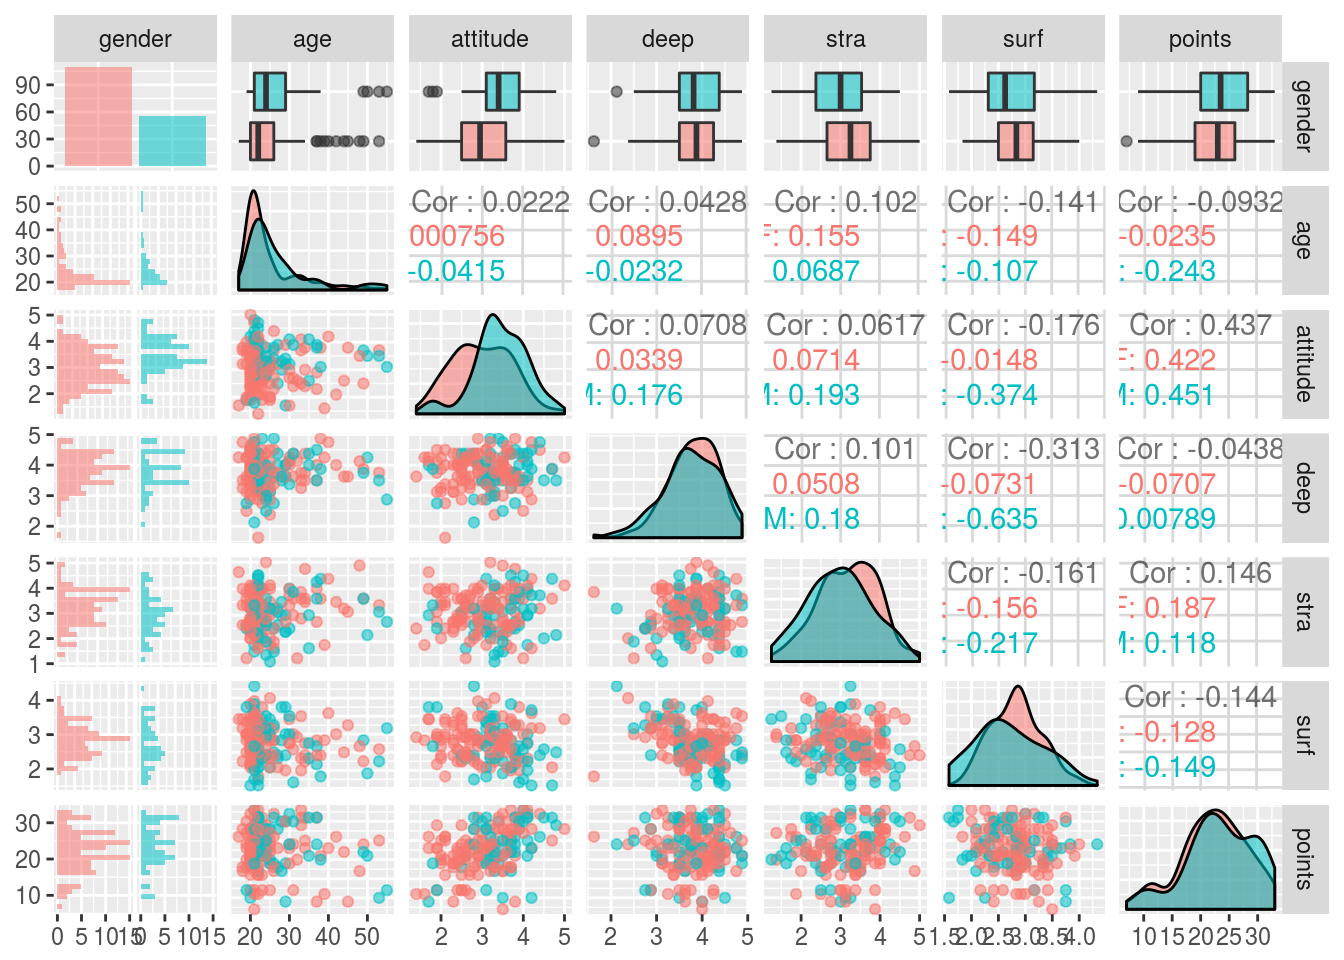 gender age attitude deep stra surf points
90
60
30
0
gender
50
40
30
20
Cor : 0.0222 Cor : 0.0428 Cor : 0.102 Cor : -0.141 Cor : -0.0932
000756 0.0895 F: 0.155 : -0.149 -0.0235
-0.0415 -0.0232 0.0687 : -0.107 : -0.243
age
5
4
3
2
Cor : 0.0708 Cor : 0.0617 Cor : -0.176 Cor : 0.437
0.0339 0.0714 -0.0148 F: 0.422
M: 0.176 M: 0.193 : -0.374 M: 0.451
attitude
5
4
3
2
Cor : 0.101 Cor : -0.313 Cor : -0.0438
0.0508 -0.0731 -0.0707
M: 0.18 : -0.635 0.00789
deep
5
4
3
2
1
Cor : -0.161 Cor : 0.146
: -0.156 F: 0.187
: -0.217 M: 0.118
stra
4
3
2
Cor : -0.144
: -0.128
: -0.149
surf
30
20
10
points
0 5 10 15 0 5 10 15 20 30 40 50 2 3 4 5 2 3 4 5 2 3 4 5 1.5 2.0 2.5 3.0 3.5 4.0 10 15 20 25 30